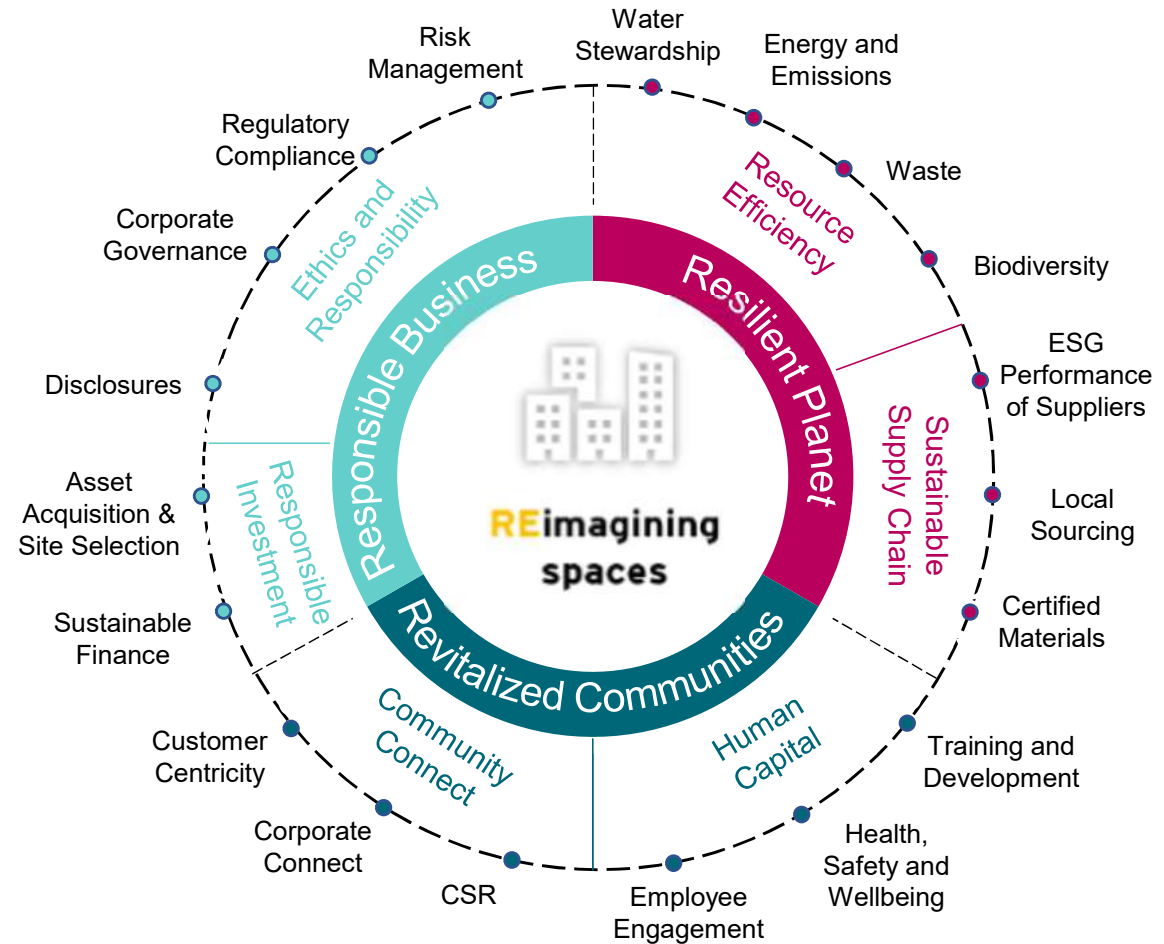 Water
Stewardship
Energy and
Emissions
Waste
Biodiversity
ESG
Performance
of Suppliers
Local
Sourcing
Certified
Materials
Training and
Development
Health,
Safety and
Wellbeing
Employee
Engagement
CSR
Corporate
Connect
Customer
Centricity
Sustainable
Finance
Asset
Acquisition &
Site Selection
Disclosures
Corporate
Governance
Regulatory
Compliance
Risk
Management
Resource
Efficiency
Sustainable
Supply Chain
Human
Capital
Community
Connect
Responsible
Investment
Ethics and
Responsibility
Resilient Planet
Revitalized Communities
Responsible Business
REimagining
spaces